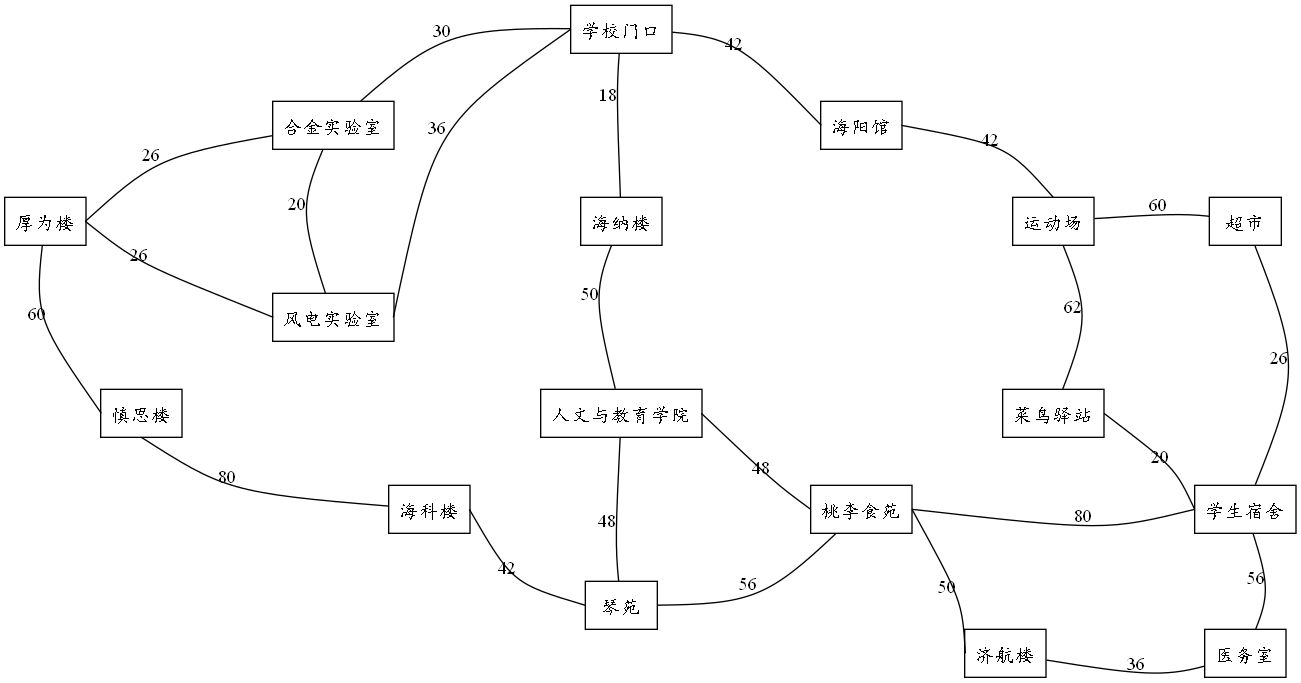 30
学校门口
42
18
合金实验室
36
海阳馆
26
42
20
厚为楼
海纳楼
运动场
60
超市
26
60
风电实验室
50
62
26
慎思楼
人文与教育学院
菜鸟驿站
80
48
20
海科楼
桃李食苑
80
学生宿舍
48
42
琴苑
56
50
56
济航楼
36
医务室